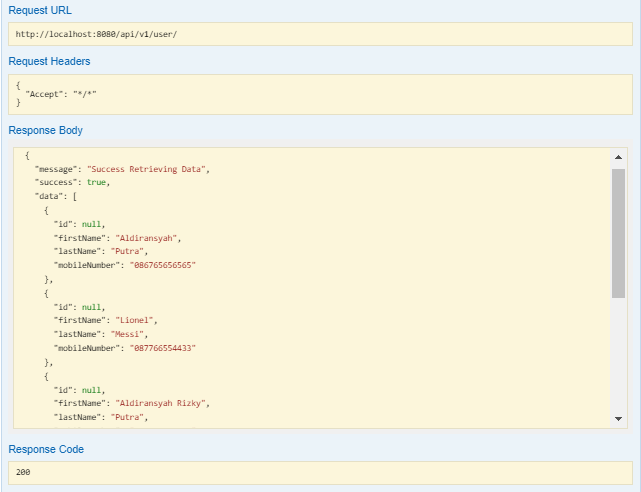 Request URL
http://localhost:8080/api/v1/user/
Request Headers
{
"Accept": "*/*"
}
Response Body
{
"message": "Success Retrieving Data",
"success": true,
"data": [
{
"id": null,
"firstName": "Aldiransyah",
"lastName": "Putra",
"mobileNumber": "086765656565"
},
{
"id": null,
"firstName": "Lionel",
"lastName": "Messi",
"mobileNumber": "087766554433"
},
{
"id": null,
"firstName": "Aldiransyah Rizky",
"lastName": "Putra",
Response Code
200